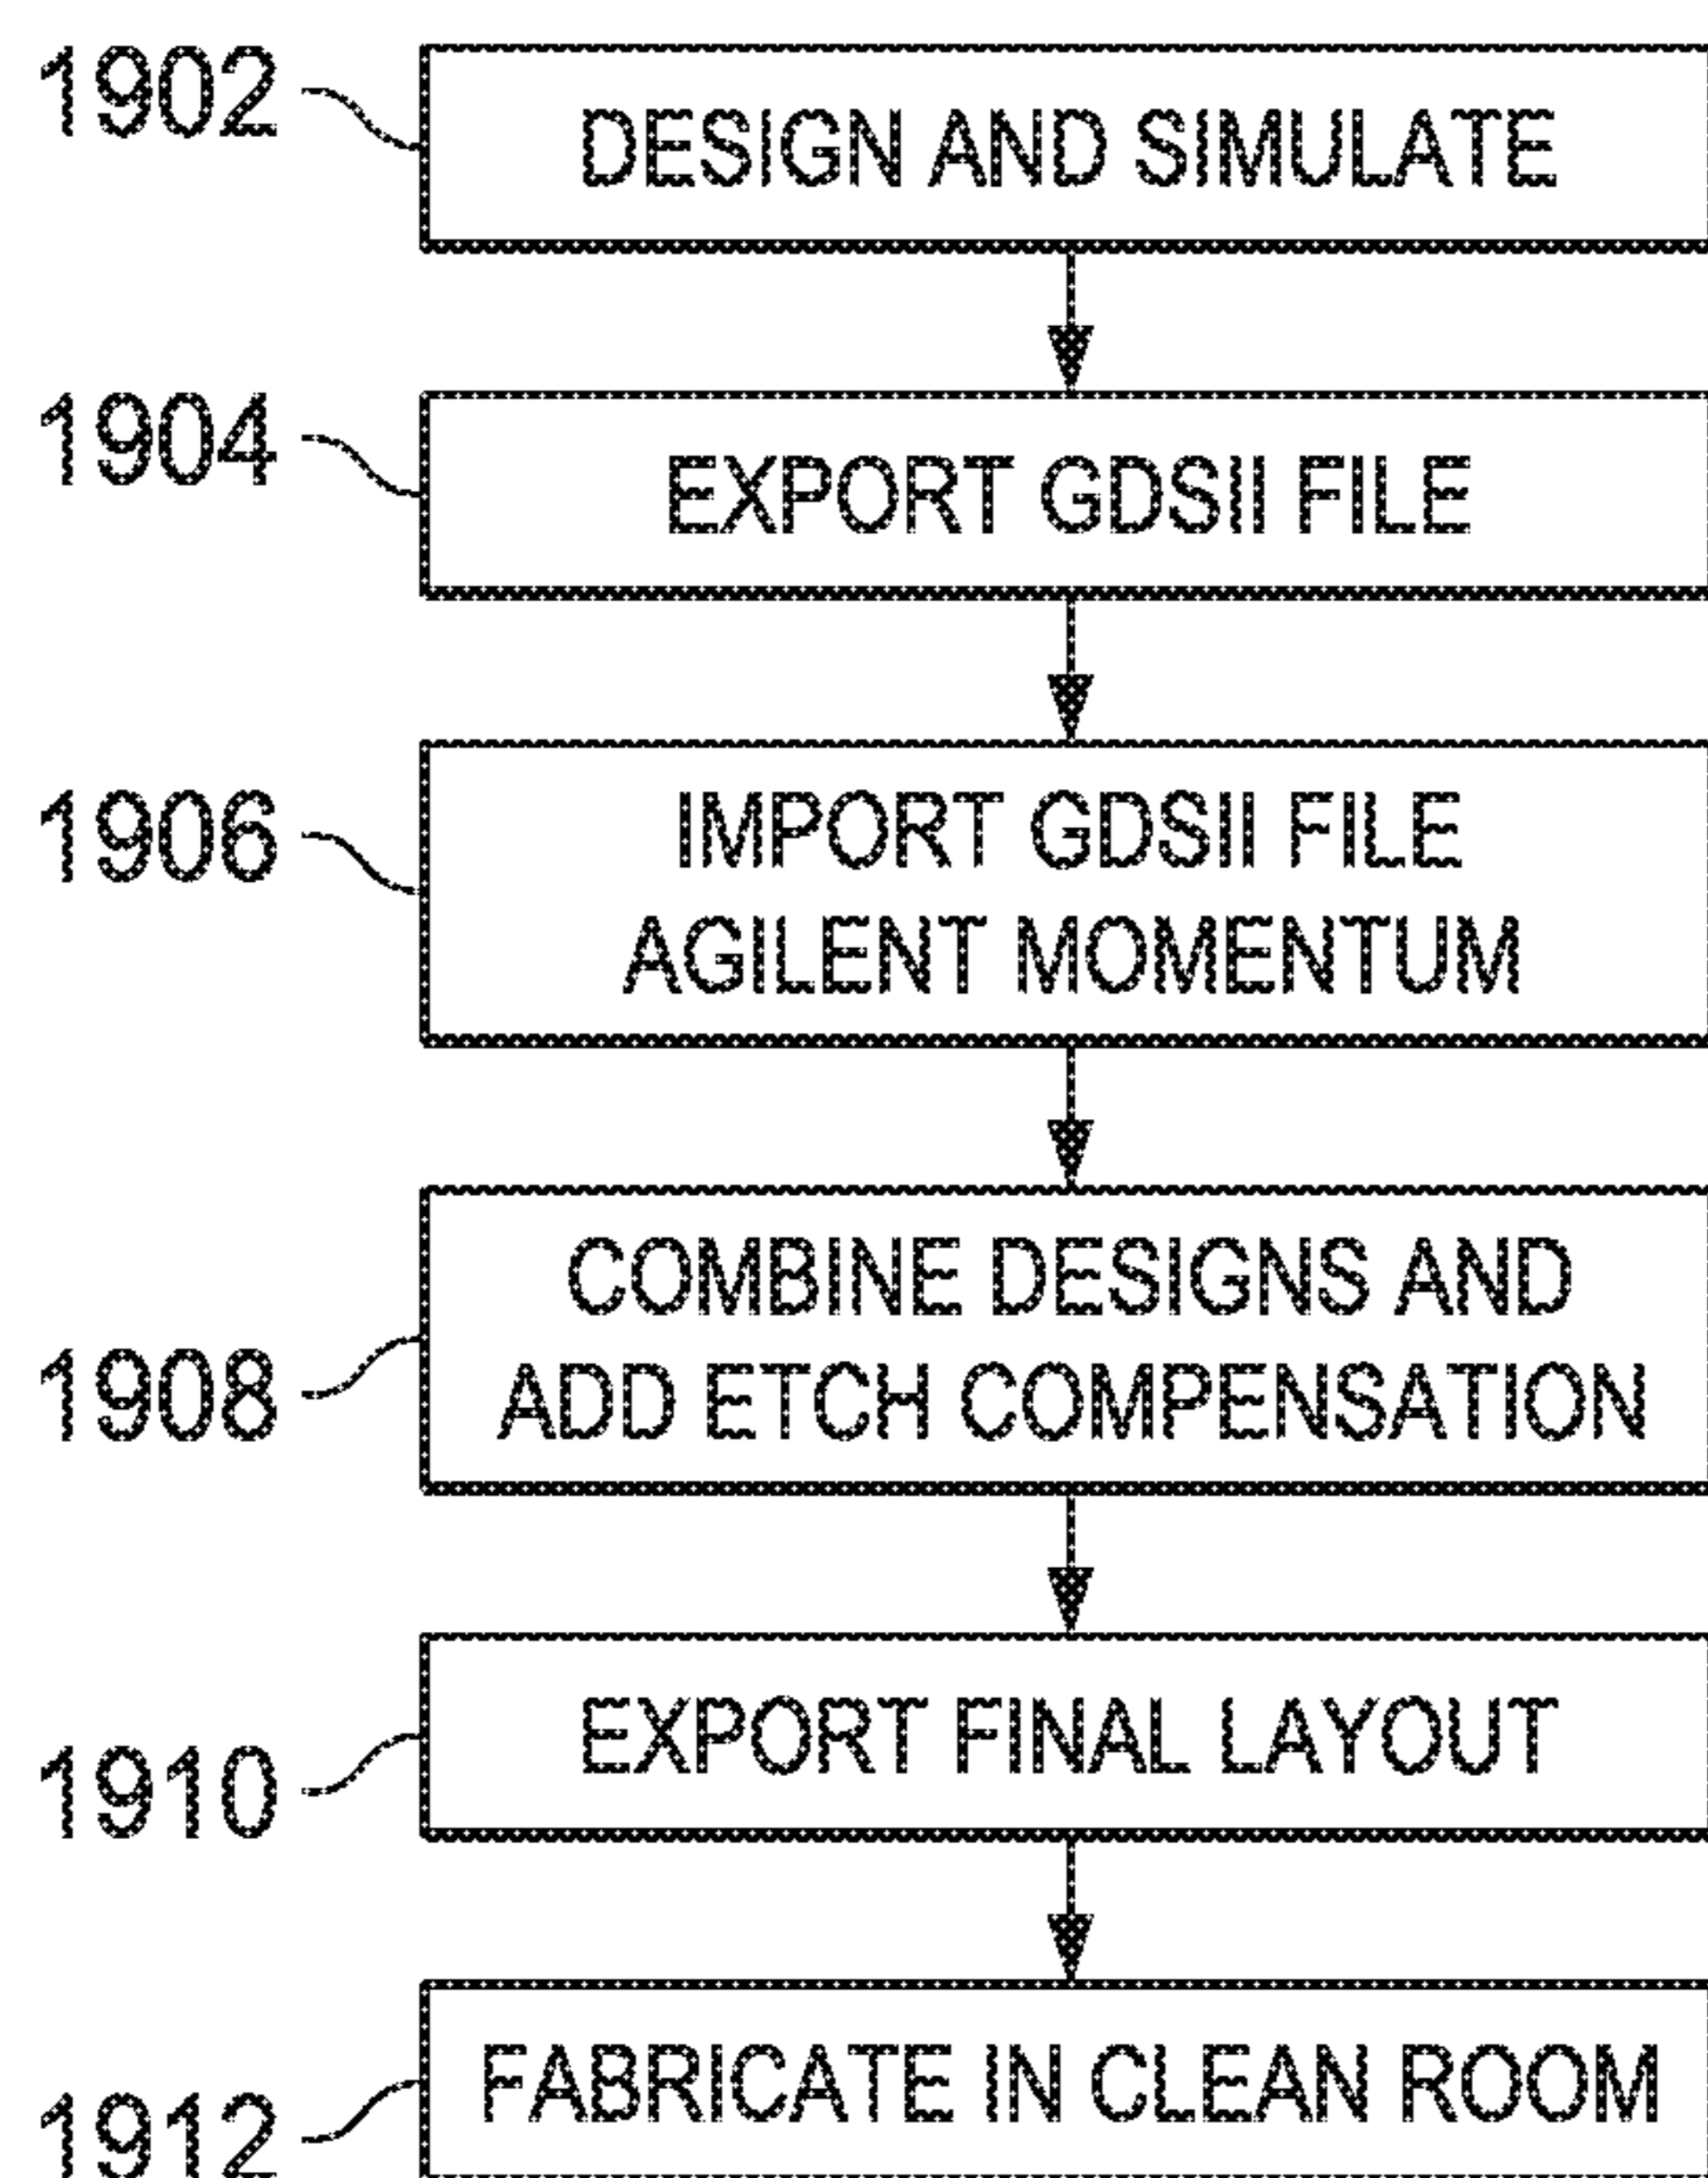 1902
DESIGN AND SIMULATE
1904
EXPORT GDSII FILE
1906
IMPORT GDSII FILE
AGILENT MOMENTUM
1908
COMBINE DESIGNS AND
ADD ETCH COMPENSATION
1910
EXPORT FINAL LAYOUT
1912
FABRICATE IN CLEAN ROOM